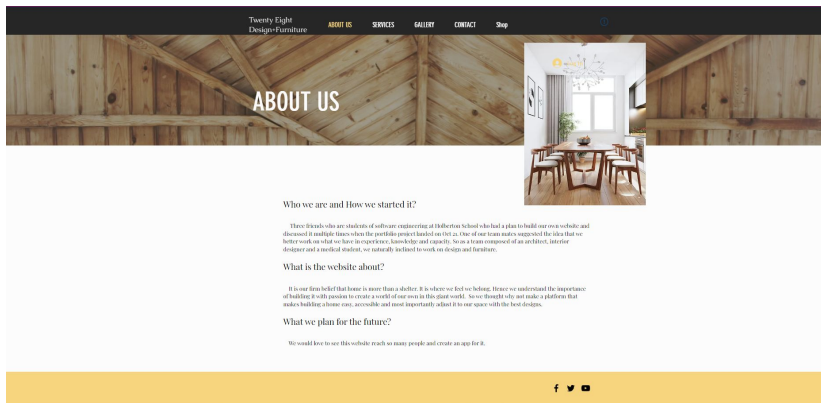 Twenty Eight
Design+Furniture
ABOUT US
SERVICES
GALLERY
CONTACT
Shop
ABOUT US
Who we are and How we started it?
Three friends who are students of software engineering at Holberton School who had a plan to build our own website and
discussed it multiple times when the portfolio project landed on Oct 21. One of our team mates suggested the idea that we
better work on what we have in experience, knowledge and capacity. So as a team composed of an architect, interior
designer and a medical student, we naturally inclined to work on design and furniture.
What is the website about?
It is our firm belief that home is more than a shelter. It is where we feel we belong. Hence we understand the importance
of building it with passion to create a world of our own in this giant world. So we thought why not make a platform that
makes building a home easy, accessible and most importantly adjust it to our space with the best designs.
What we plan for the future?
We would love to see this website reach so many people and create an app for it.